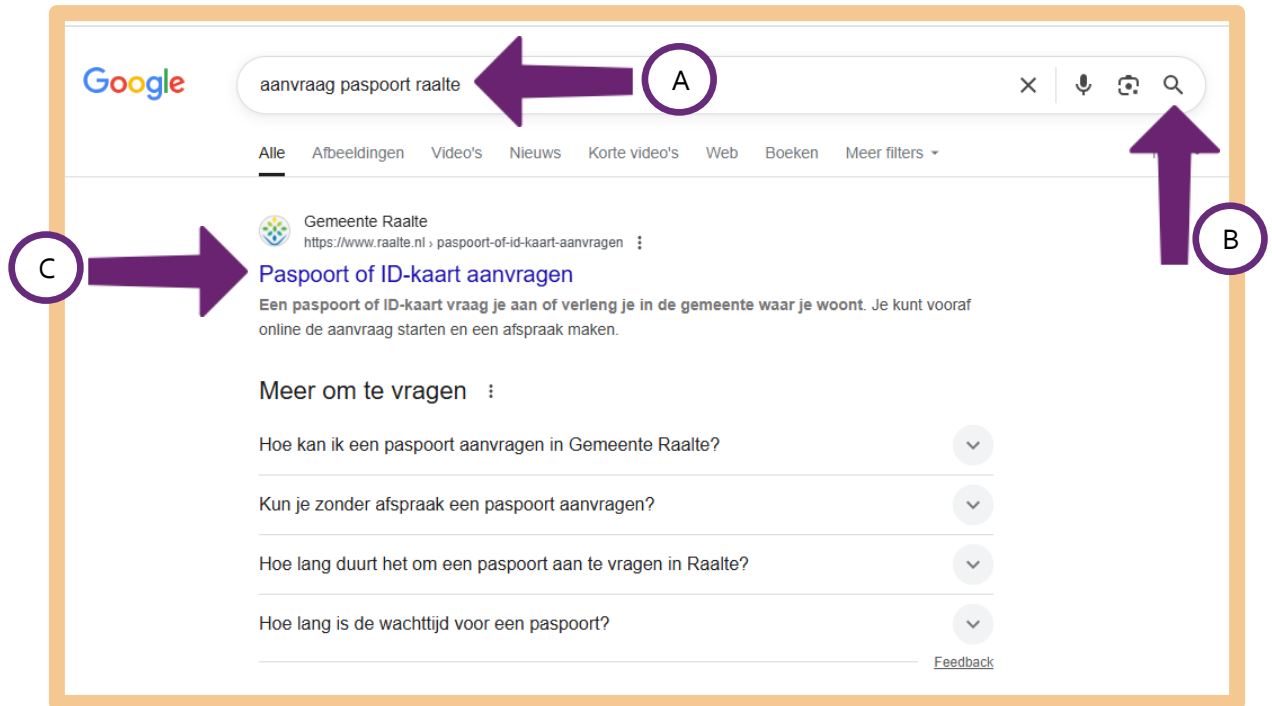 Google
aanvraag paspoort raalte
A
Alle Afbeeldingen Video's Nieuws Korte video's Web Boeken Meer filters
B
Gemeente Raalte
https://www.raalte.nl › paspoort-of-id-kaart-aanvragen
C
Paspoort of ID-kaart aanvragen
Een paspoort of ID-kaart vraag je aan of verleng je in de gemeente waar je woont. Je kunt vooraf
online de aanvraag starten en een afspraak maken.
Meer om te vragen
Hoe kan ik een paspoort aanvragen in Gemeente Raalte?
Kun je zonder afspraak een paspoort aanvragen?
Hoe lang duurt het om een paspoort aan te vragen in Raalte?
Hoe lang is de wachttijd voor een paspoort?
Feedback